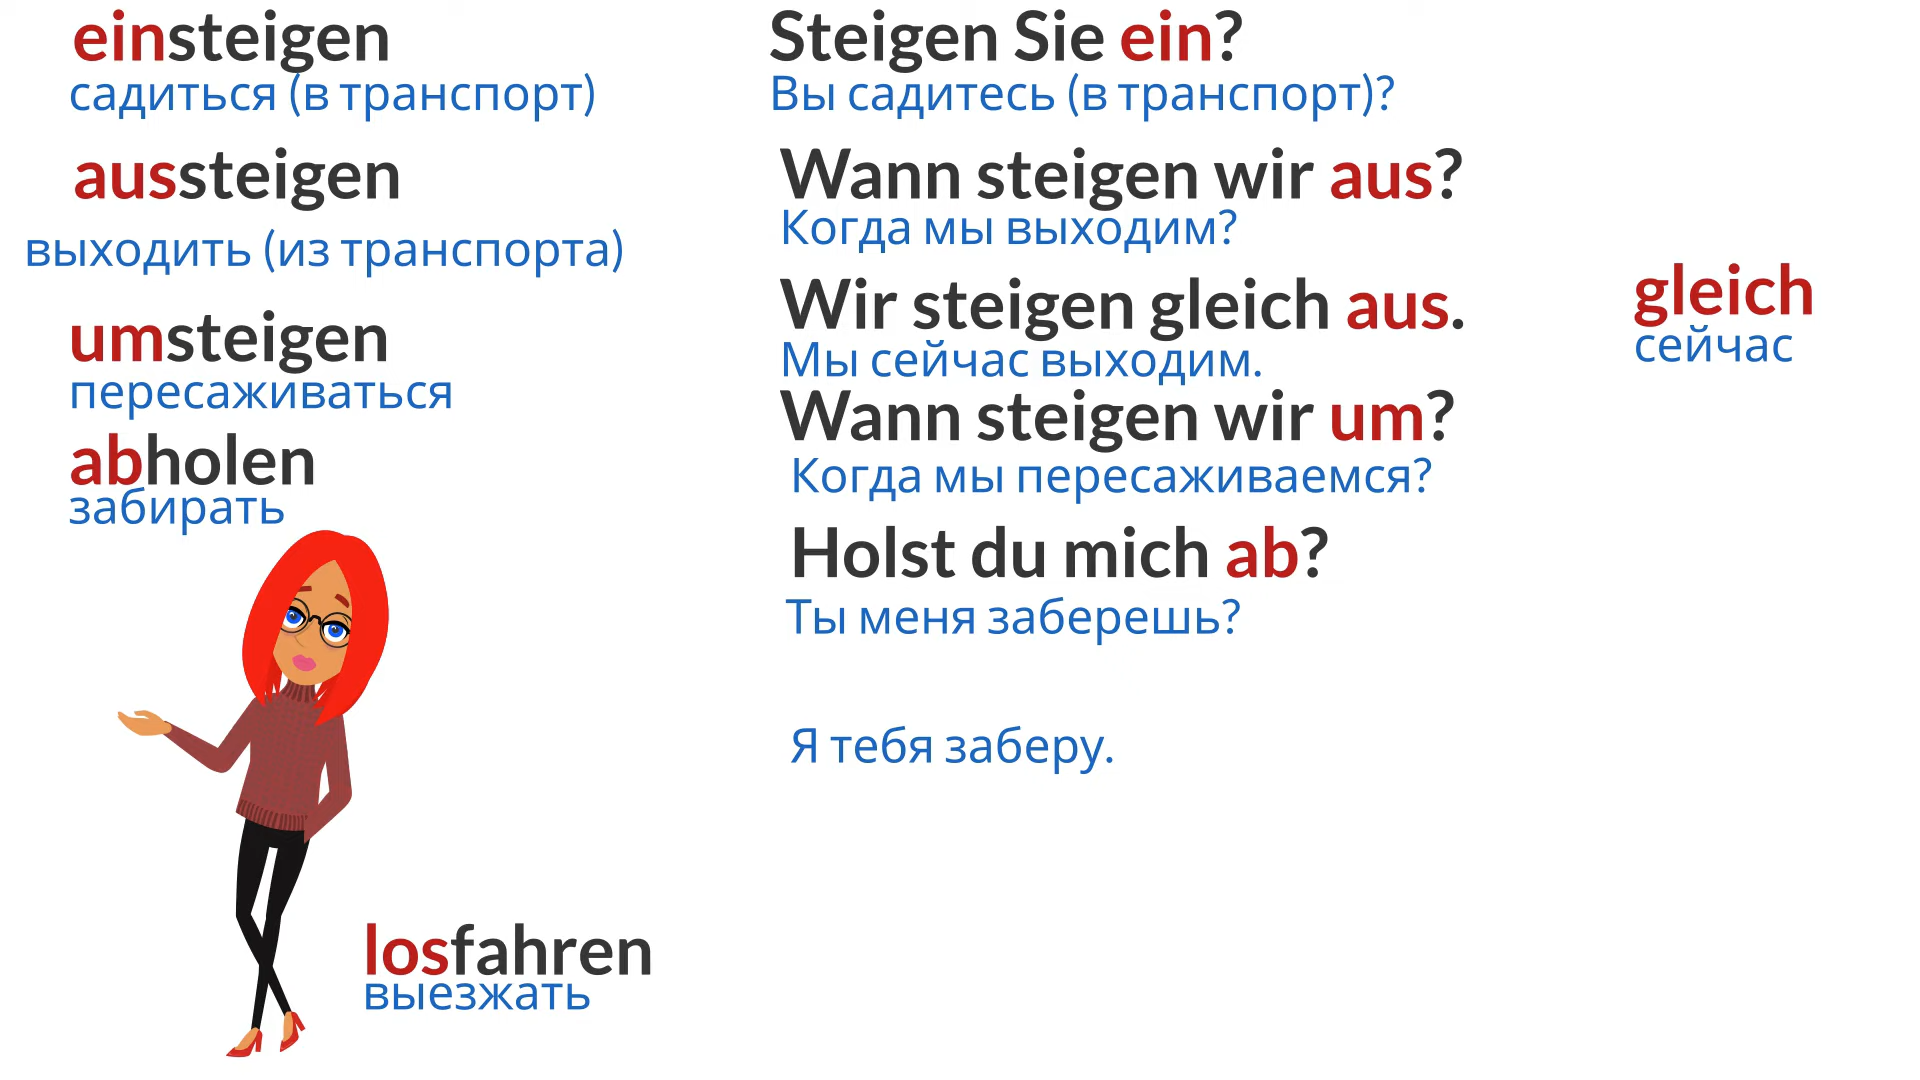 einsteigen
садиться (в транспорт)
aussteigen
выходить (из транспорта)
umsteigen
пересаживаться
abholen
забирать
losfahren
выезжать
Steigen Sie ein?
Вы садитесь (в транспорт)?
Wann steigen wir aus?
Когда мы выходим?
Wir steigen gleich aus.
Мы сейчас выходим.
Wann steigen wir um?
Когда мы пересаживаемся?
Holst du mich ab?
Ты меня заберешь?
Я тебя заберу.
gleich
сейчас